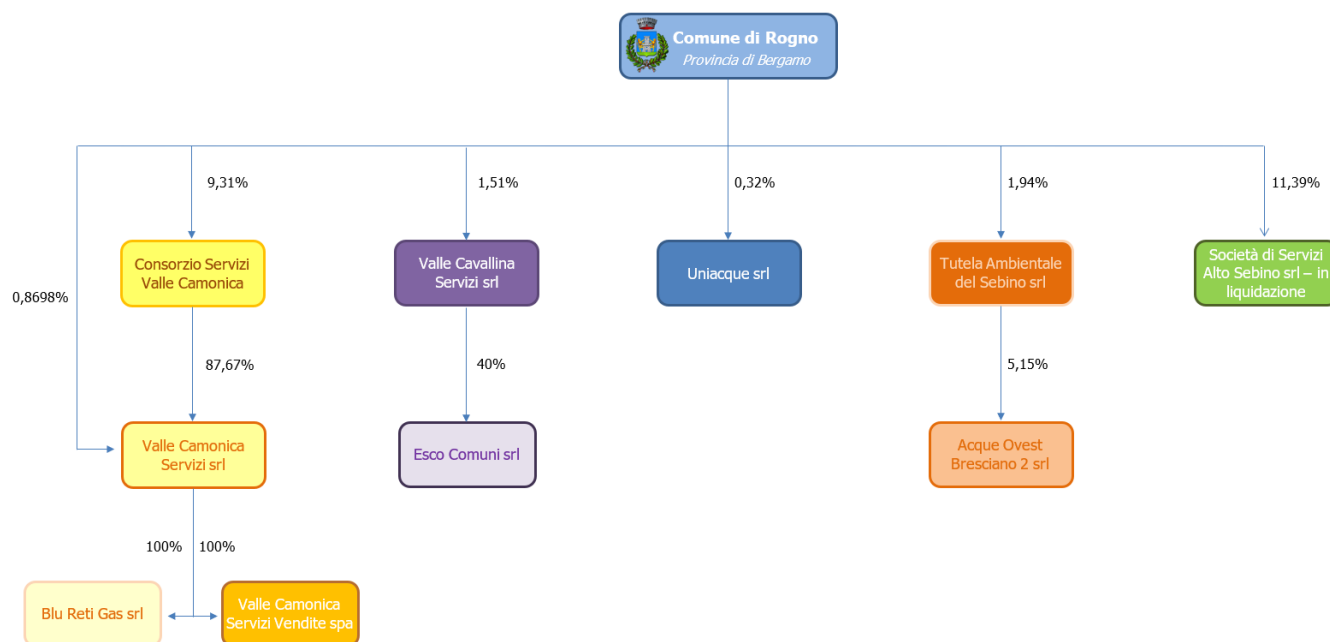 Comune di Rogno
Provincia di Bergamo
9,31%
1,51%
0,32%
1,94%
11,39%
Consorzio Servizi
Valle Camonica
Valle Cavallina
Servizi srl
Uniacque srl
Tutela Ambientale
del Sebino srl
Società di Servizi
Alto Sebino srl – in
liquidazione
0,8698%
87,67%
40%
5,15%
Valle Camonica
Servizi srl
Esco Comuni srl
Acque Ovest
Bresciano 2 srl
100%
100%
Blu Reti Gas srl
Valle Camonica
Servizi Vendite spa